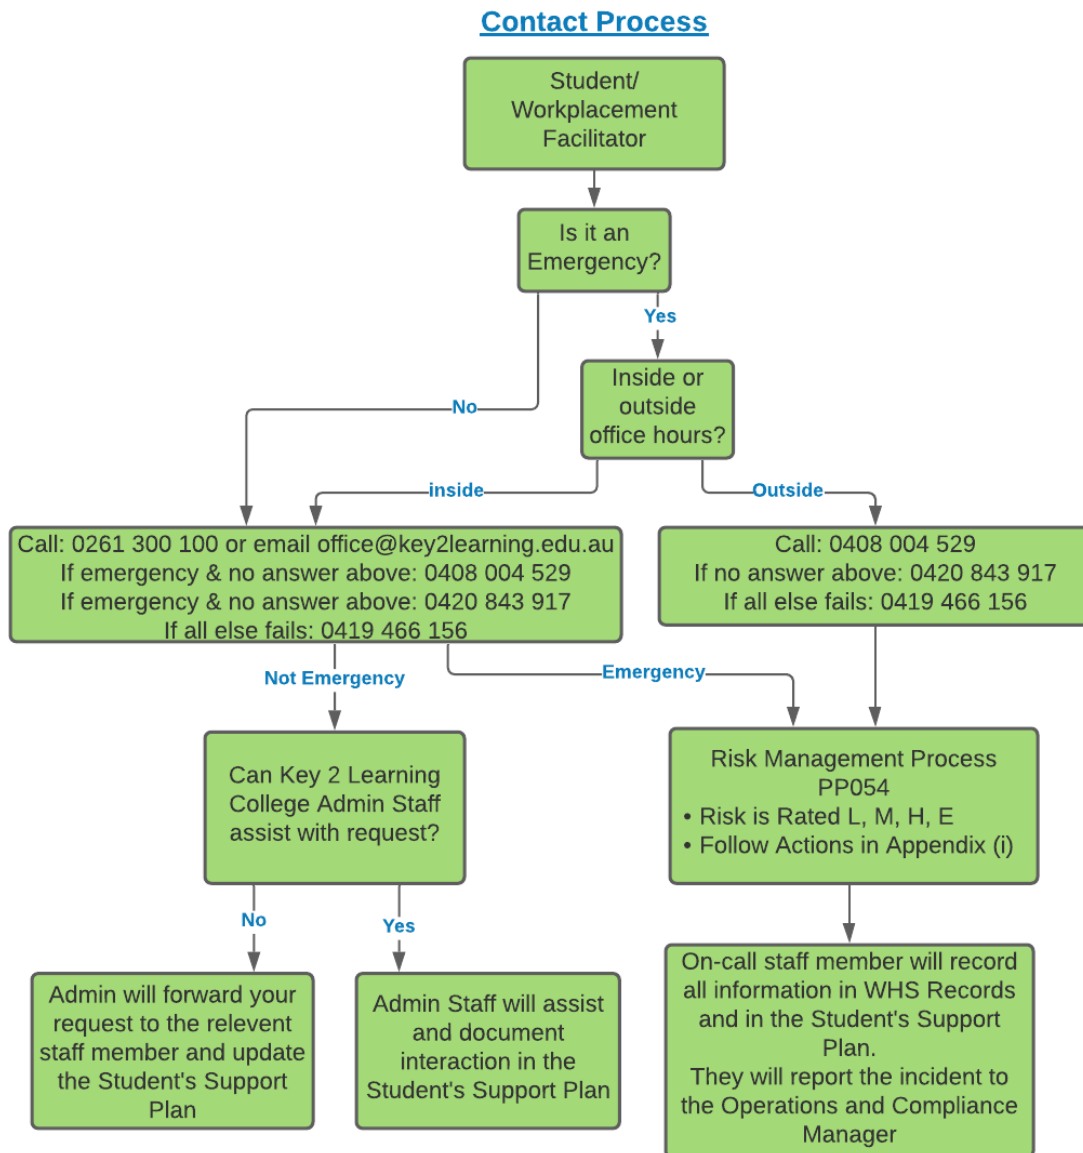 Contact Process
Student/
Workplacement
Facilitator
Is it an
Emergency?
Yes
No
Inside or
outside
office hours?
inside
Outside
Call: 0261 300 100 or email office@key2learning.edu.au
If emergency & no answer above: 0408 004 529
If emergency & no answer above: 0420 843 917
If all else fails: 0419 466 156
Call: 0408 004 529
If no answer above: 0420 843 917
If all else fails: 0419 466 156
Not Emergency
Emergency
Can Key 2 Learning
College Admin Staff
assist with request?
Risk Management Process
PP054
• Risk is Rated L, M, H, E
• Follow Actions in Appendix (i)
No
Yes
Admin will forward your
request to the relevent
staff member and update
the Student's Support
Plan
Admin Staff will assist
and document
interaction in the
Student's Support Plan
On-call staff member will record
all information in WHS Records
and in the Student's Support
Plan.
They will report the incident to
the Operations and Compliance
Manager